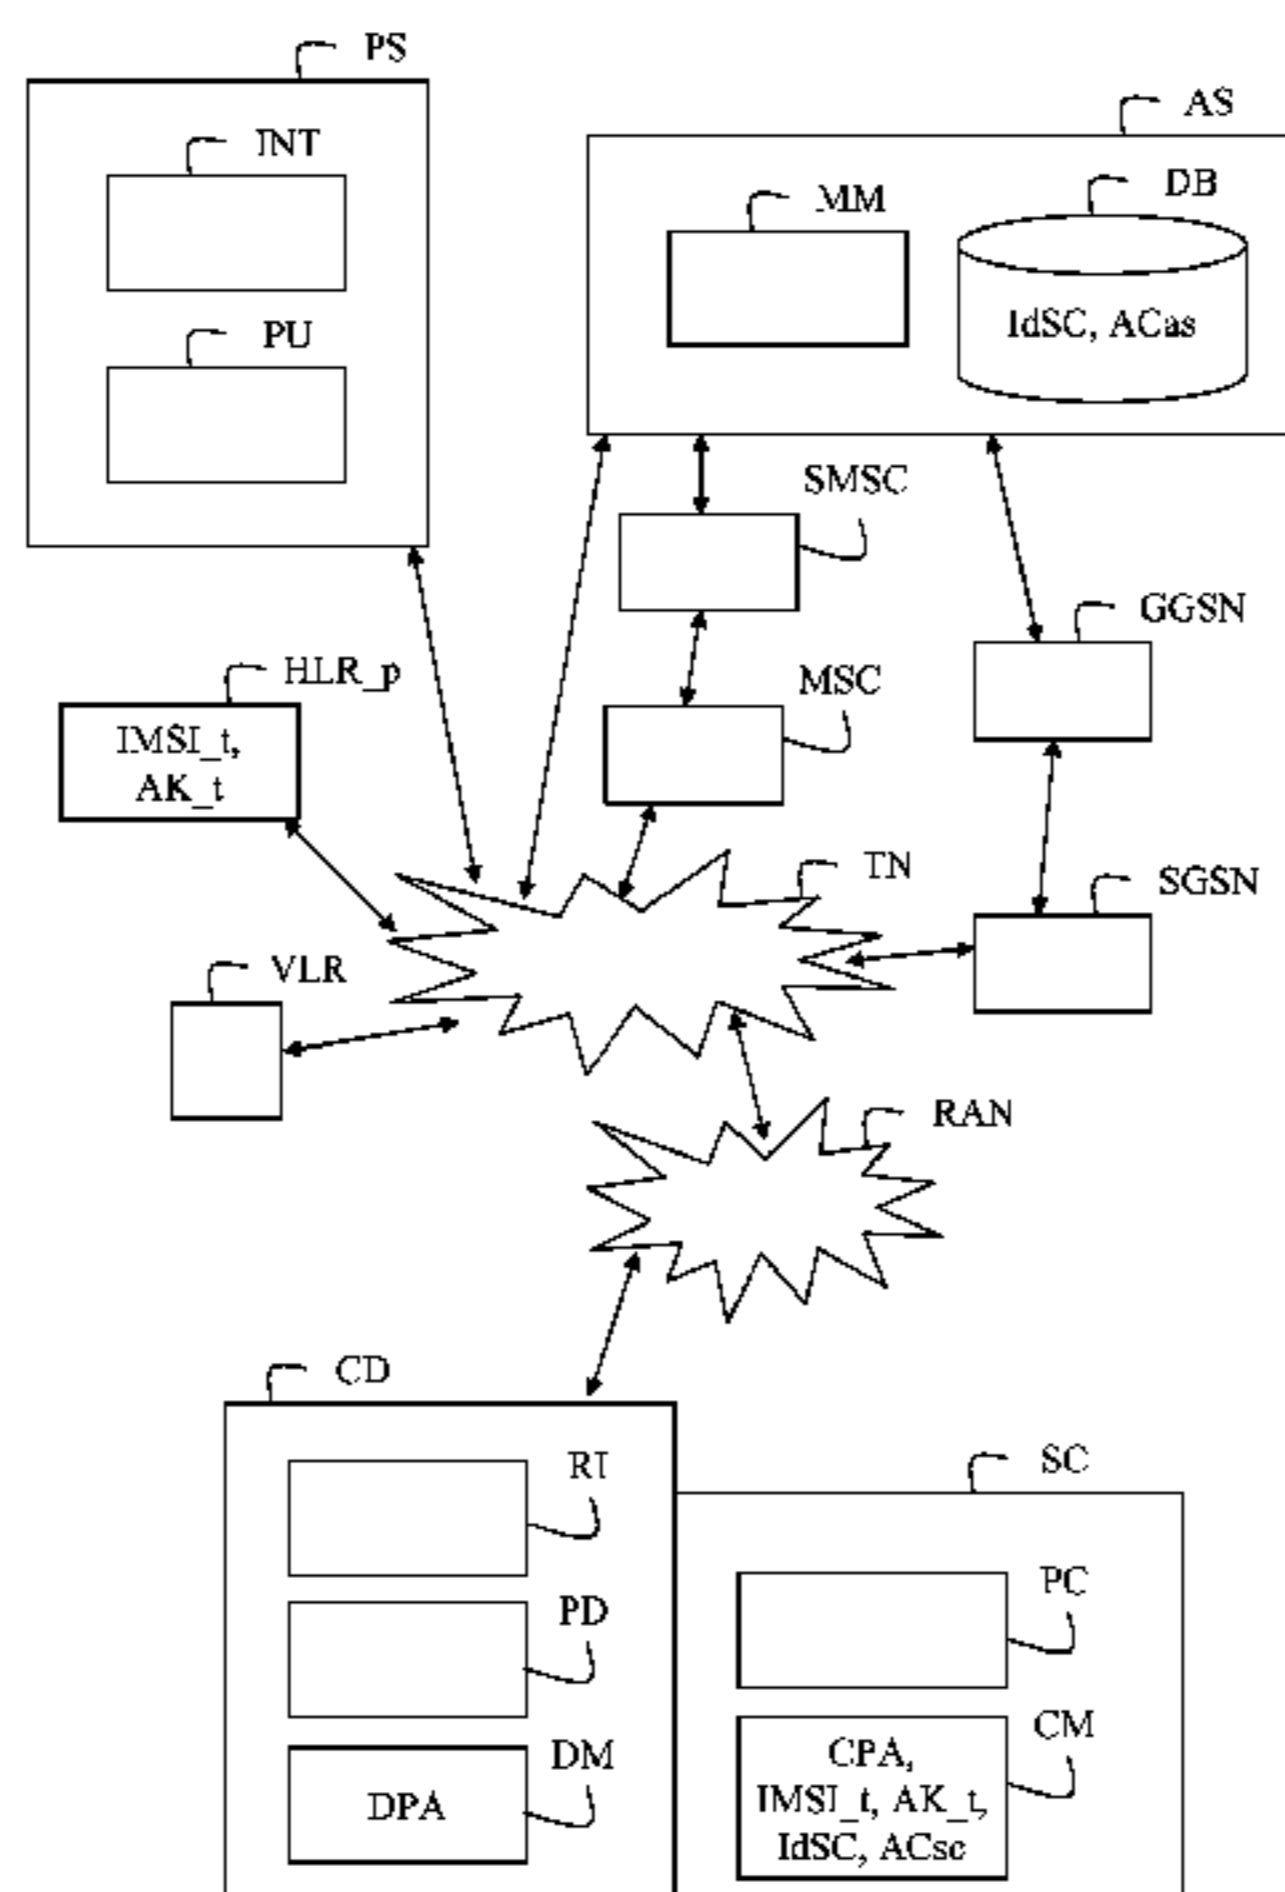 PS
AS
INT
DB
MM
IdSC, ACas
PU
SMSC
GGSN
HLR_p
MSC
IMSI_t,
AK_t
TN
SGSN
VLR
RAN
CD
RI
SC
PC
PD
CM
DM
CPA,
DPA
IMSI_t, AK_t,
IdSC, ACsc